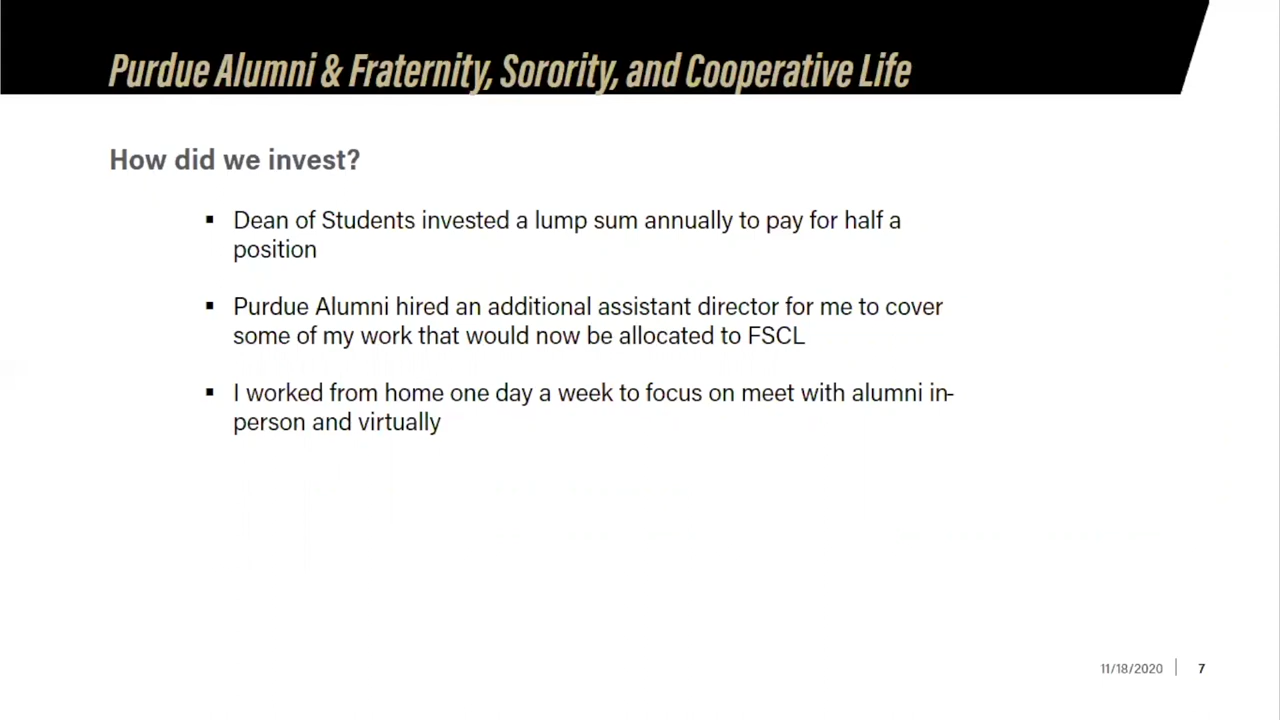 Purdue Alumni & Fraternity, Sorority, and Cooperative Life
How did we invest?
▪ Dean of Students invested a lump sum annually to pay for half a
position
▪ Purdue Alumni hired an additional assistant director for me to cover
some of my work that would now be allocated to FSCL
▪ I worked from home one day a week to focus on meet with alumni in-
person and virtually
11/18/2020 | 7